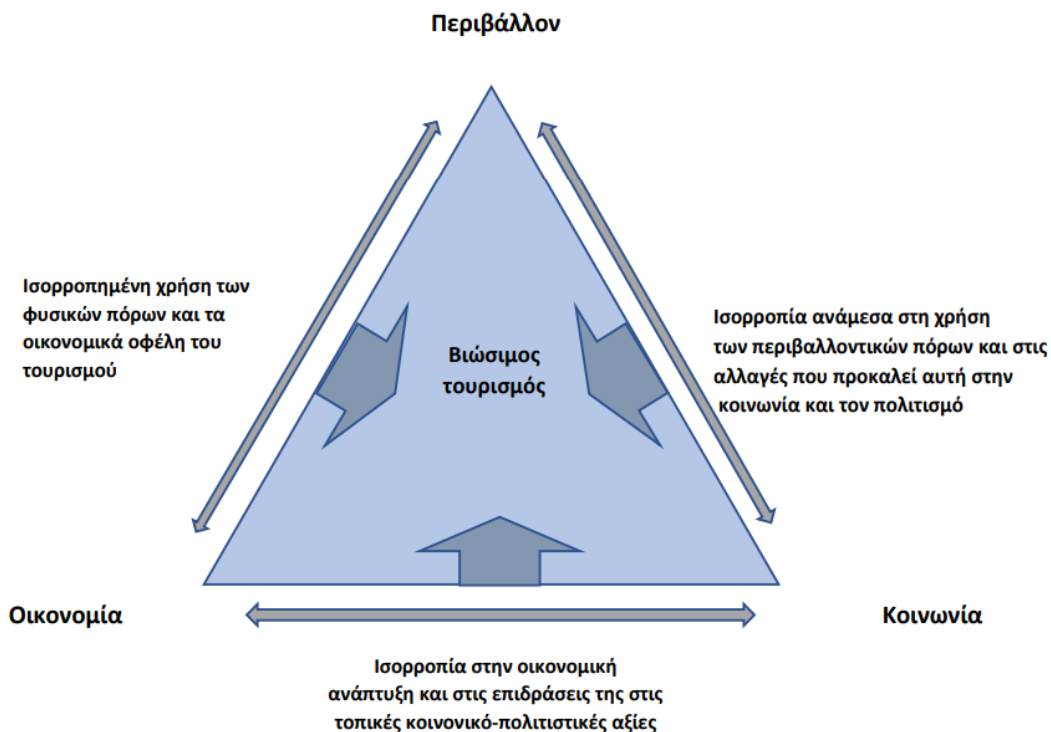 Περιβάλλον
Ισορροπημένη χρήση των
φυσικών πόρων και τα
οικονομικά οφέλη του
τουρισμού
Βιώσιμος
τουρισμός
Ισορροπία ανάμεσα στη χρήση
των περιβαλλοντικών πόρων και στις
αλλαγές που προκαλεί αυτή στην
κοινωνία και τον πολιτισμό
Οικονομία
Κοινωνία
Ισορροπία στην οικονομική
ανάπτυξη και στις επιδράσεις της στις
τοπικές κοινονικό-πολιτιστικές αξίες